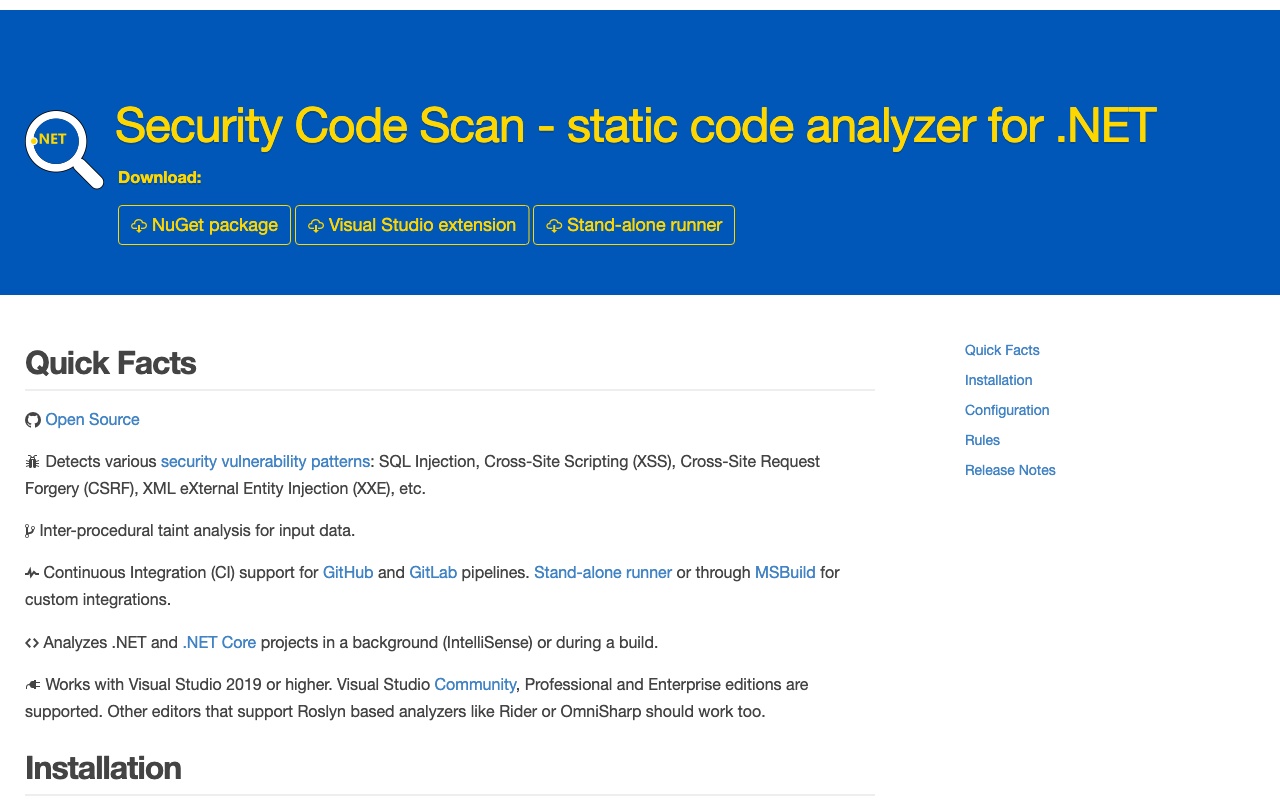 .NET
Security Code Scan - static code analyzer for .NET
Download:
NuGet package
Visual Studio extension
Stand-alone runner
Quick Facts
Open Source
Detects various security vulnerability patterns: SQL Injection, Cross-Site Scripting (XSS), Cross-Site Request
Forgery (CSRF), XML eXternal Entity Injection (XXE), etc.
Inter-procedural taint analysis for input data.
Continuous Integration (CI) support for GitHub and GitLab pipelines. Stand-alone runner or through MSBuild for
custom integrations.
Analyzes .NET and .NET Core projects in a background (IntelliSense) or during a build.
Works with Visual Studio 2019 or higher. Visual Studio Community, Professional and Enterprise editions are
supported. Other editors that support Roslyn based analyzers like Rider or OmniSharp should work too.
Installation
Quick Facts
Installation
Configuration
Rules
Release Notes